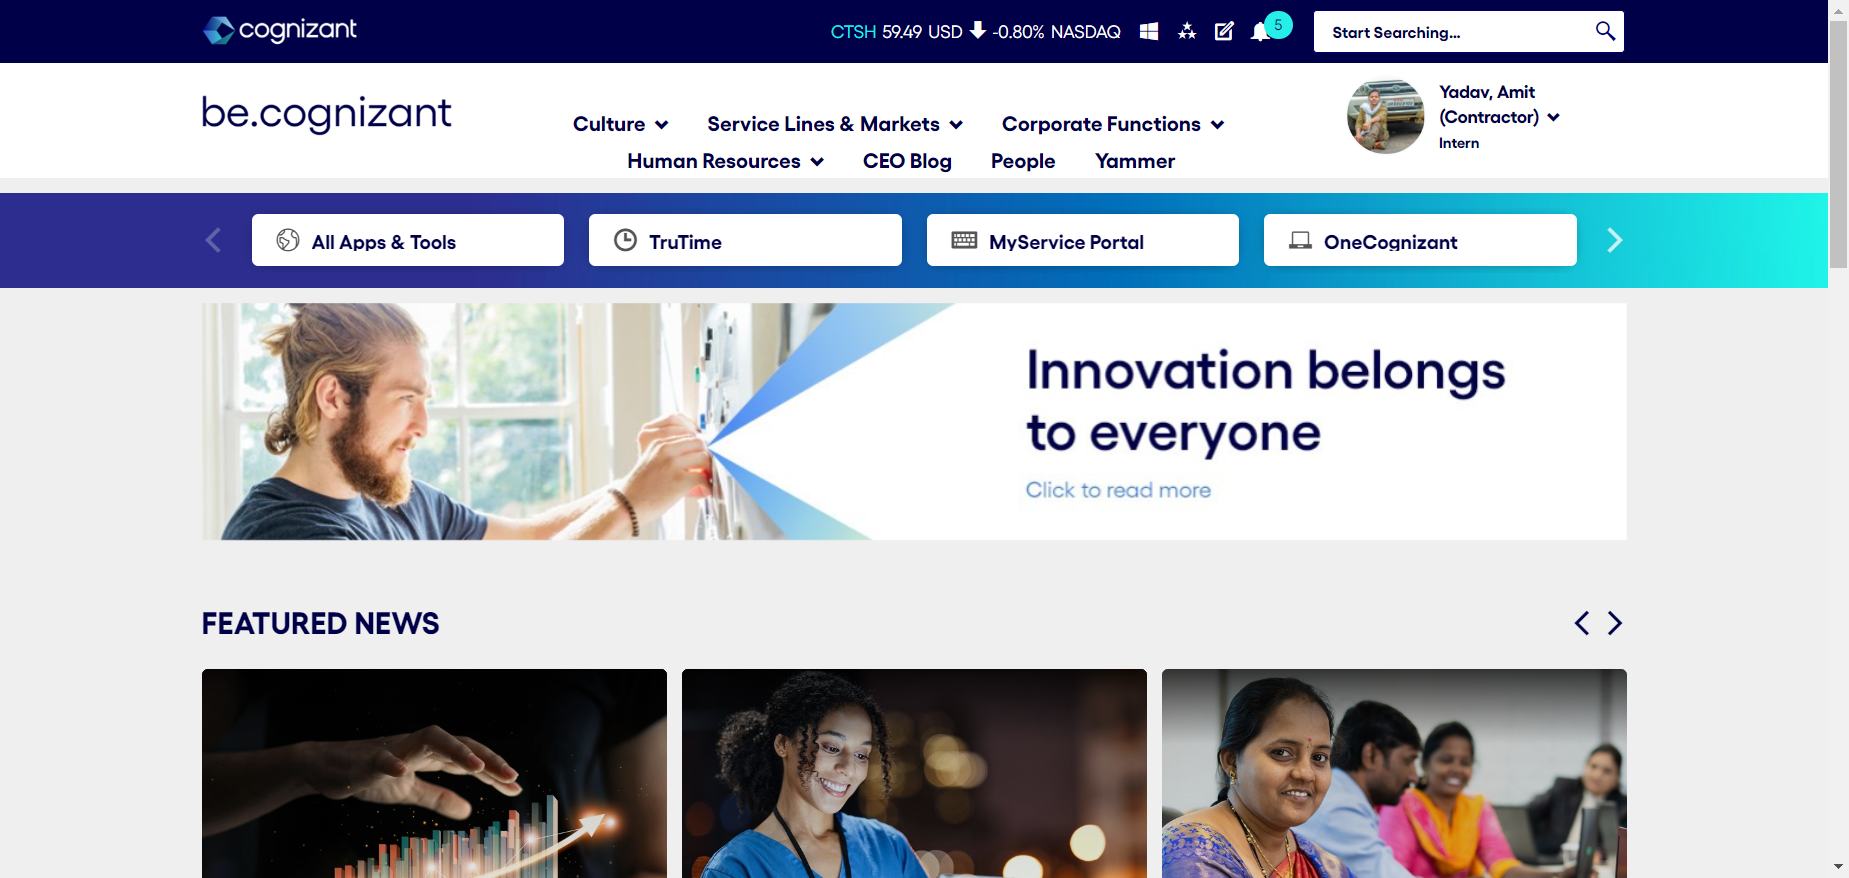 cognizant
CTSH 59.49 USD -0.80% NASDAQ
5
Start Searching...
be.cognizant
Culture
Service Lines & Markets
Corporate Functions
Human Resources
CEO Blog
People
Yammer
Yadav, Amit
(Contractor)
Intern
All Apps & Tools
TruTime
MyService Portal
OneCognizant
Innovation belongs
to everyone
Click to read more
FEATURED NEWS